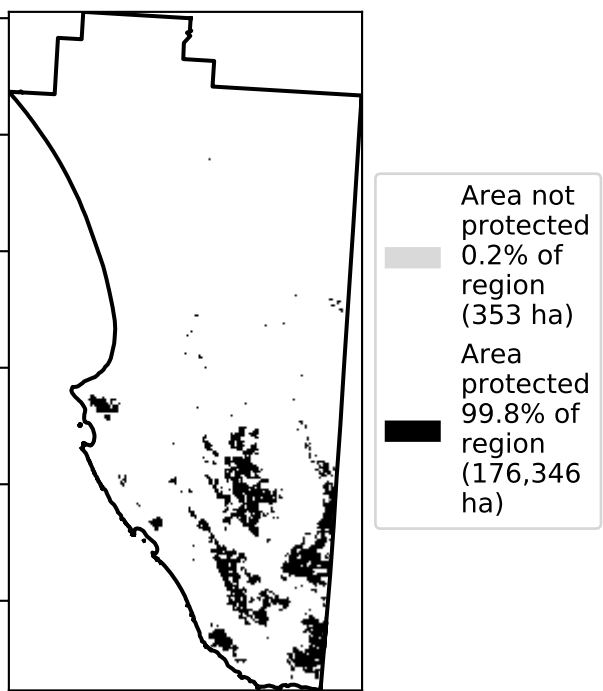 Area not
protected
0.2% of
region
(353 ha)
Area
protected
99.8% of
region
(176,346
ha)